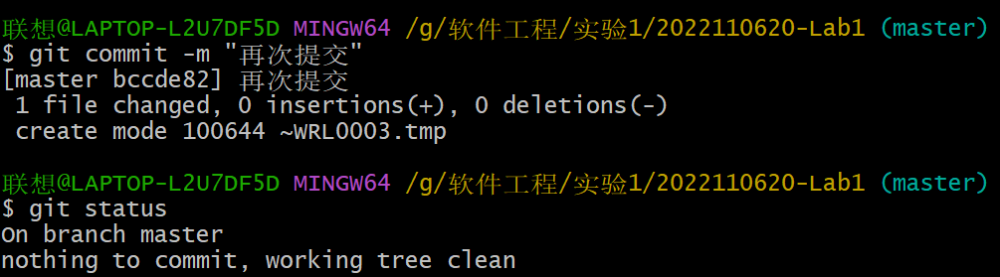 联想@LAPTOP-L2U7DF5D MINGW64 /g/软件工程/实验1/2022110620-Lab1 (master)
$ git commit -m "再次提交"
[master bccde82] 再次提交
 1 file changed, 0 insertions(+), 0 deletions(-)
 create mode 100644 ~WRL0003.tmp
联想@LAPTOP-L2U7DF5D MINGW64 /g/软件工程/实验1/2022110620-Lab1 (master)
$ git status
On branch master
nothing to commit, working tree clean